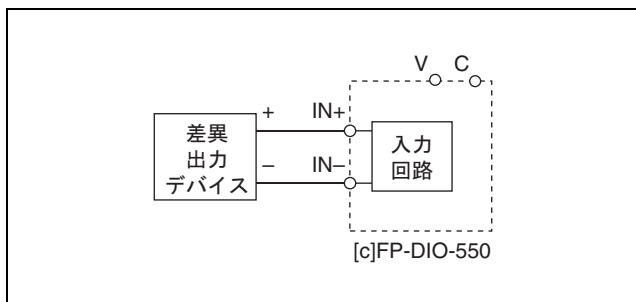 V C
差異
出力
デバイス
+ IN+
– IN–
入力
回路
[c]FP-DIO-550